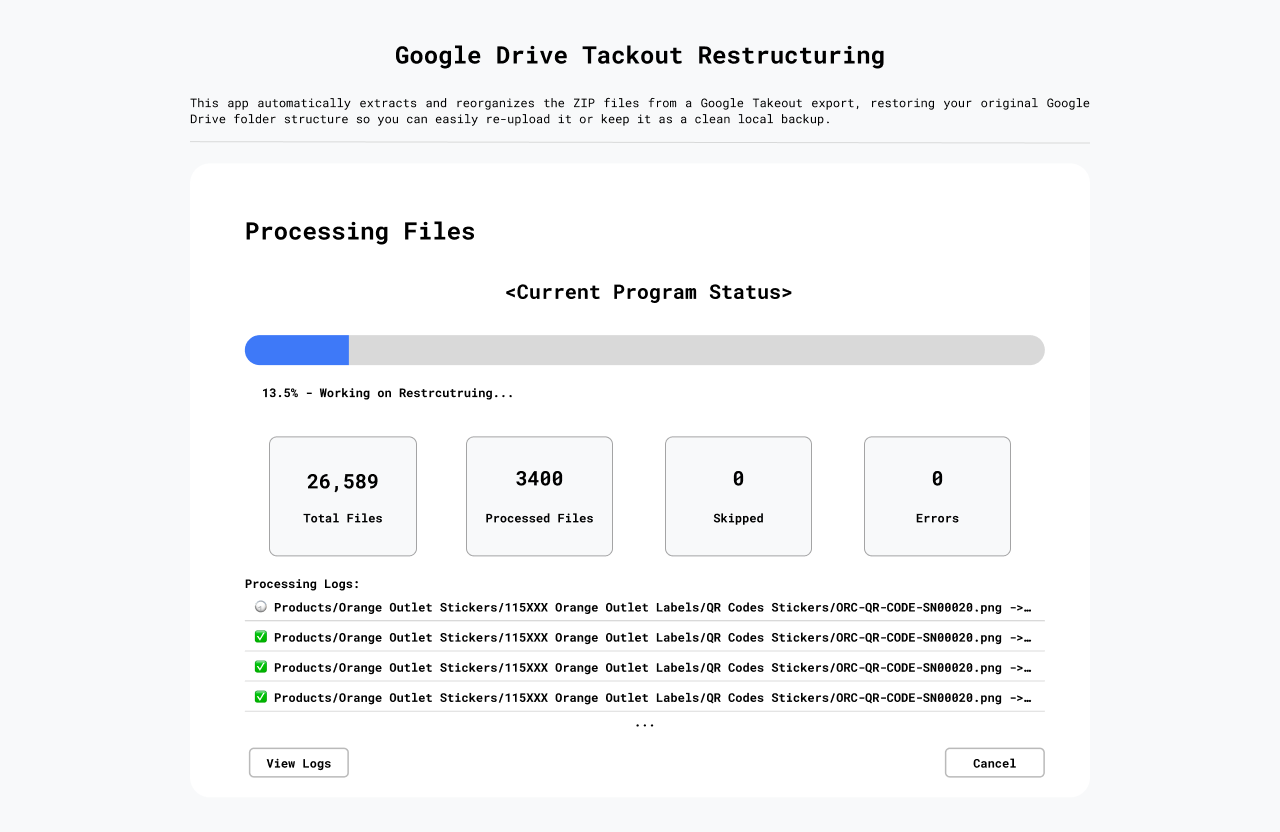 Google Drive Tackout Restructuring
This app automatically extracts and reorganizes the ZIP files from a Google Takeout export, restoring your original Google
Drive folder structure so you can easily re-upload it or keep it as a clean local backup.
Processing Files
<Current Program Status>
13.5% - Working on Restrcutruing...
26,589
Total Files
3400
Processed Files
0
Skipped
0
Errors
Processing Logs:
Products/Orange Outlet Stickers/115XXX Orange Outlet Labels/QR Codes Stickers/ORC-QR-CODE-SN00020.png ->…
✅ Products/Orange Outlet Stickers/115XXX Orange Outlet Labels/QR Codes Stickers/ORC-QR-CODE-SN00020.png ->…
✅ Products/Orange Outlet Stickers/115XXX Orange Outlet Labels/QR Codes Stickers/ORC-QR-CODE-SN00020.png ->…
✅ Products/Orange Outlet Stickers/115XXX Orange Outlet Labels/QR Codes Stickers/ORC-QR-CODE-SN00020.png ->…
...
View Logs
Cancel